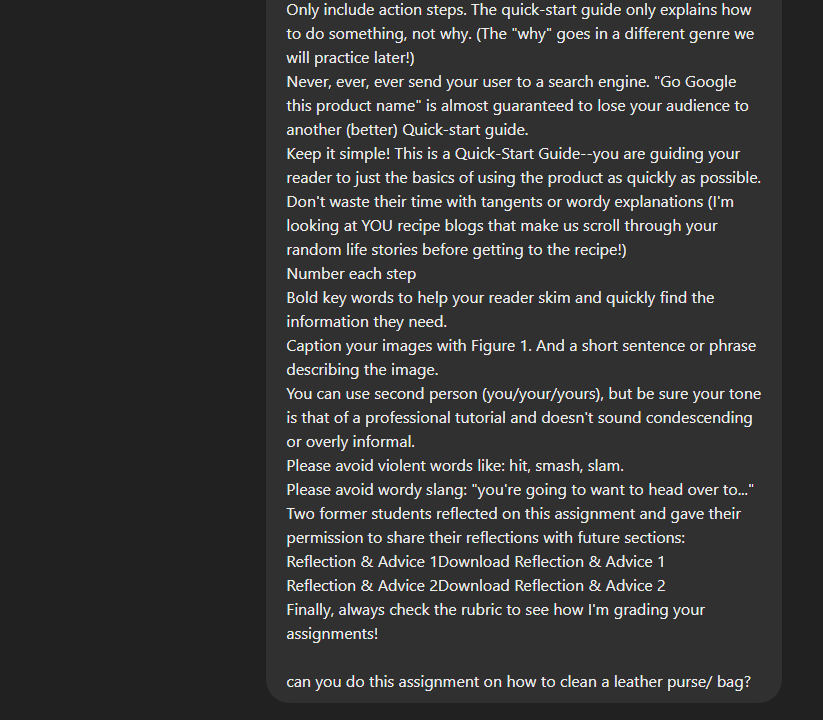 Only include action steps. The quick-start guide only explains how
to do something, not why. (The "why" goes in a different genre we
will practice later!)
Never, ever, ever send your user to a search engine. "Go Google
this product name" is almost guaranteed to lose your audience to
another (better) Quick-start guide.
Keep it simple! This is a Quick-Start Guide--you are guiding your
reader to just the basics of using the product as quickly as possible.
Don't waste their time with tangents or wordy explanations (I'm
looking at YOU recipe blogs that make us scroll through your
random life stories before getting to the recipe!)
Number each step
Bold key words to help your reader skim and quickly find the
information they need.
Caption your images with Figure 1. And a short sentence or phrase
describing the image.
You can use second person (you/your/yours), but be sure your tone
is that of a professional tutorial and doesn't sound condescending
or overly informal.
Please avoid violent words like: hit, smash, slam.
Please avoid wordy slang: "you're going to want to head over to..."
Two former students reflected on this assignment and gave their
permission to share their reflections with future sections:
Reflection & Advice 1Download Reflection & Advice 1
Reflection & Advice 2Download Reflection & Advice 2
Finally, always check the rubric to see how I'm grading your
assignments!
can you do this assignment on how to clean a leather purse/ bag?